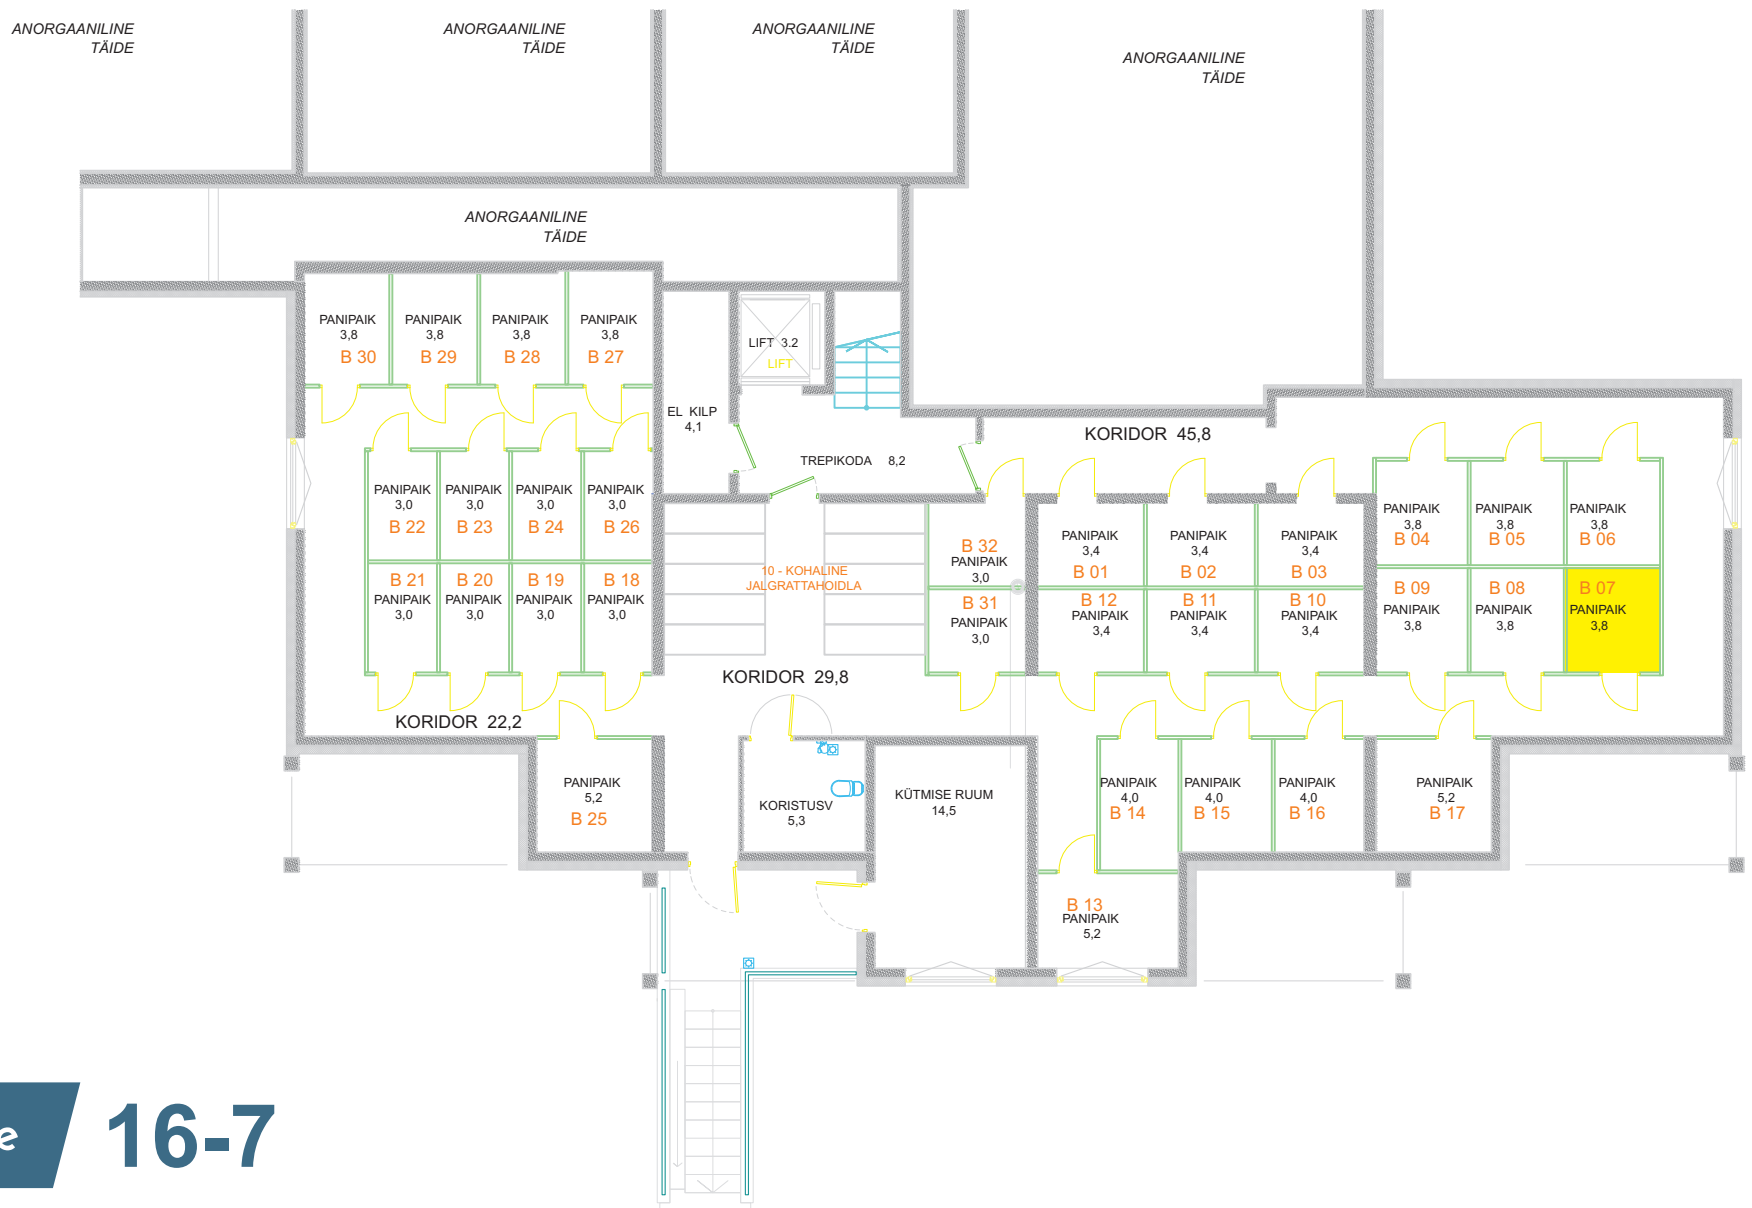 ANORGAANILINE
TÄIDE
ANORGAANILINE
TÄIDE
ANORGAANILINE
TÄIDE
ANORGAANILINE
TÄIDE
ANORGAANILINE
TÄIDE
PANIPAIK
3,8
B 30
PANIPAIK
3,8
B 29
PANIPAIK
3,8
B 28
PANIPAIK
3,8
B 27
LIFT 3.2
LIFT
EL KILP
4,1
TREPIKODA 8,2
KORIDOR 45,8
PANIPAIK
3,0
B 22
PANIPAIK
3,0
B 23
PANIPAIK
3,0
B 24
PANIPAIK
3,0
B 26
B 21
PANIPAIK
3,0
B 20
PANIPAIK
3,0
B 19
PANIPAIK
3,0
B 18
PANIPAIK
3,0
10 - KOHALINE
JALGRATTAHOIDLA
B 32
PANIPAIK
3,0
B 31
PANIPAIK
3,0
PANIPAIK
3,4
B 01
PANIPAIK
3,4
B 02
PANIPAIK
3,4
B 03
B 12
PANIPAIK
3,4
B 11
PANIPAIK
3,4
B 10
PANIPAIK
3,4
PANIPAIK
3,8
B 04
PANIPAIK
3,8
B 05
PANIPAIK
3,8
B 06
B 09
PANIPAIK
3,8
B 08
PANIPAIK
3,8
B 07
PANIPAIK
3,8
KORIDOR 29,8
KORIDOR 22,2
PANIPAIK
5,2
B 25
KORISTUSV
5,3
KÜTMISE RUUM
14,5
PANIPAIK
4,0
B 14
PANIPAIK
4,0
B 15
PANIPAIK
4,0
B 16
PANIPAIK
5,2
B 17
B 13
PANIPAIK
5,2
e
16-7